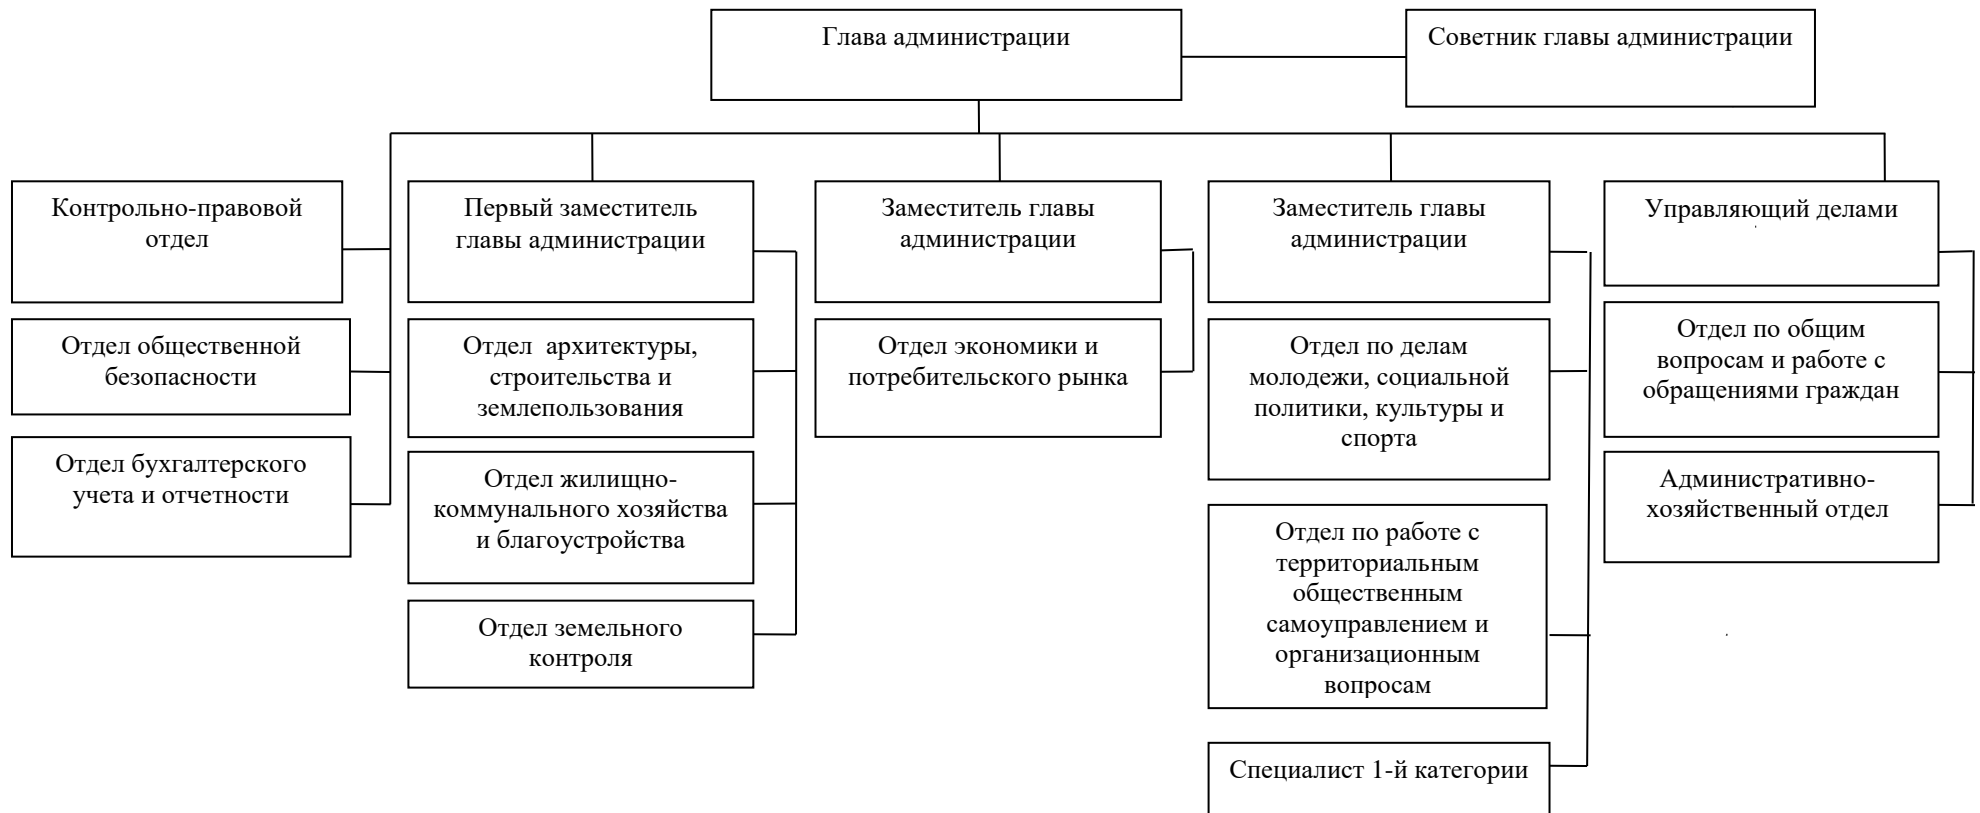 Глава администрации
Советник главы администрации
Контрольно-правовой
отдел
Первый заместитель
главы администрации
Заместитель главы
администрации
Заместитель главы
администрации
Управляющий делами
Отдел общественной
безопасности
Отдел  архитектуры,
строительства и
землепользования
Отдел экономики и
потребительского рынка
Отдел по делам
молодежи, социальной
политики, культуры и
спорта
Отдел по общим
вопросам и работе с
обращениями граждан
Отдел бухгалтерского
учета и отчетности
Отдел жилищно-
коммунального хозяйства
и благоустройства
Административно-
хозяйственный отдел
Отдел по работе с
территориальным
общественным
самоуправлением и
организационным
вопросам
Отдел земельного
контроля
Специалист 1-й категории